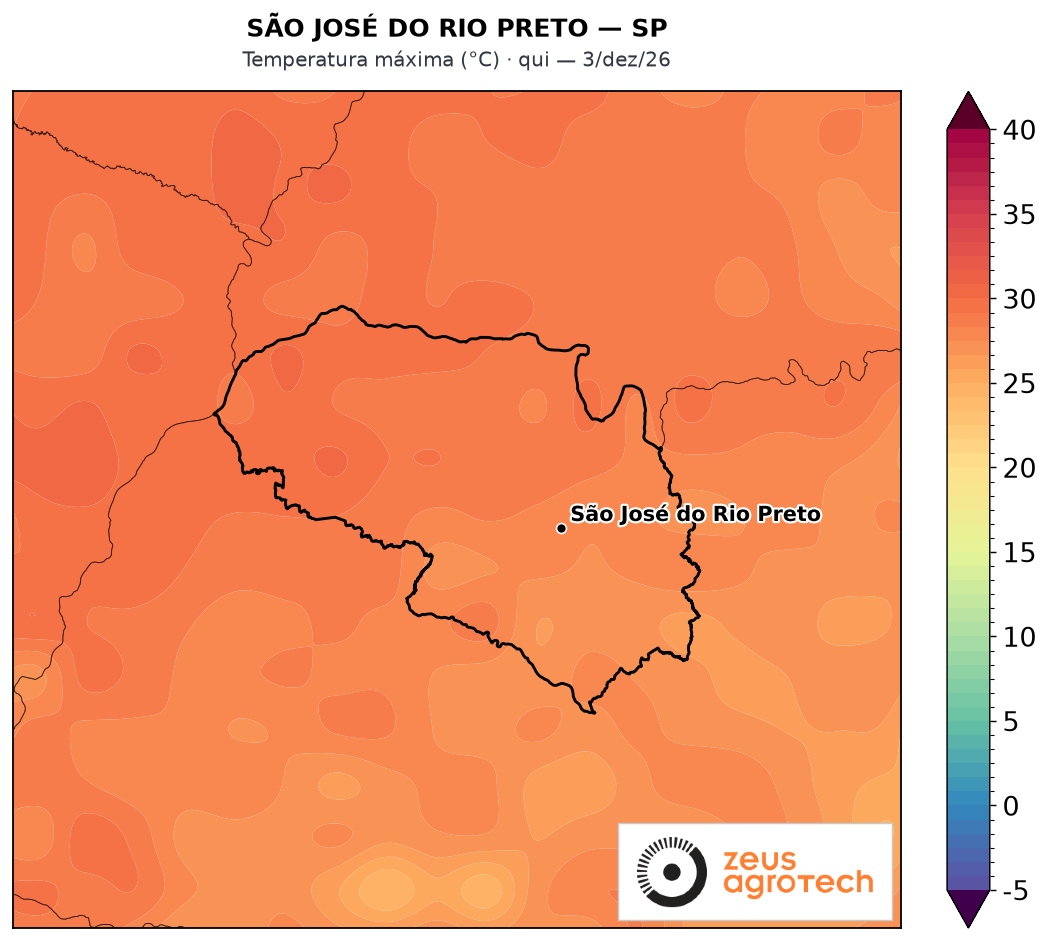 SÃO JOSÉ DO RIO PRETO — SP
Temperatura máxima (°C) · qui — 3/dez/26
40
35
30
25
20
15
10
5
0
-5
São José do Rio Preto
zeus
agrotech